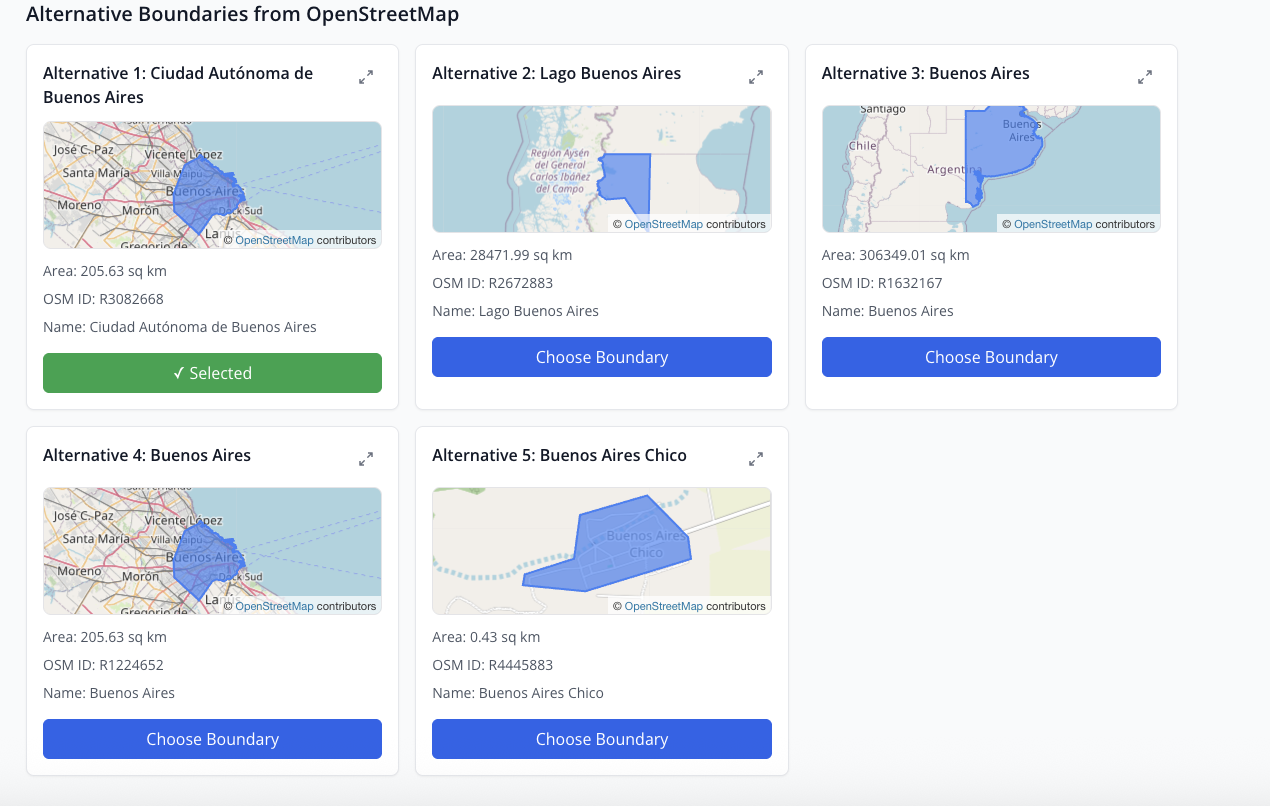 Alternative Boundaries from OpenStreetMap
Alternative 1: Ciudad Autónoma de
Buenos Aires
José C. Paz
Vicente López
Santa María
Villa Maipú
Buenos Aires
Moreno
Morón
Dock Sud
Lanús
Gregorio de
© OpenStreetMap contributors
Area: 205.63 sq km
OSM ID: R3082668
Name: Ciudad Autónoma de Buenos Aires
✓ Selected
Alternative 2: Lago Buenos Aires
Región Aysén
del General
Carlos Ibáñez
del Campo
© OpenStreetMap contributors
Area: 28471.99 sq km
OSM ID: R2672883
Name: Lago Buenos Aires
Choose Boundary
Alternative 3: Buenos Aires
Santiago
Buenos
Aires
Chile
Argentina
© OpenStreetMap contributors
Area: 306349.01 sq km
OSM ID: R1632167
Name: Buenos Aires
Choose Boundary
Alternative 4: Buenos Aires
José C. Paz
Vicente López
Santa María
Villa Maipú
Buenos Aires
Moreno
Morón
Dock Sud
Lanús
Gregorio de
© OpenStreetMap contributors
Area: 205.63 sq km
OSM ID: R1224652
Name: Buenos Aires
Choose Boundary
Alternative 5: Buenos Aires Chico
Buenos Aires
Chico
© OpenStreetMap contributors
Area: 0.43 sq km
OSM ID: R4445883
Name: Buenos Aires Chico
Choose Boundary